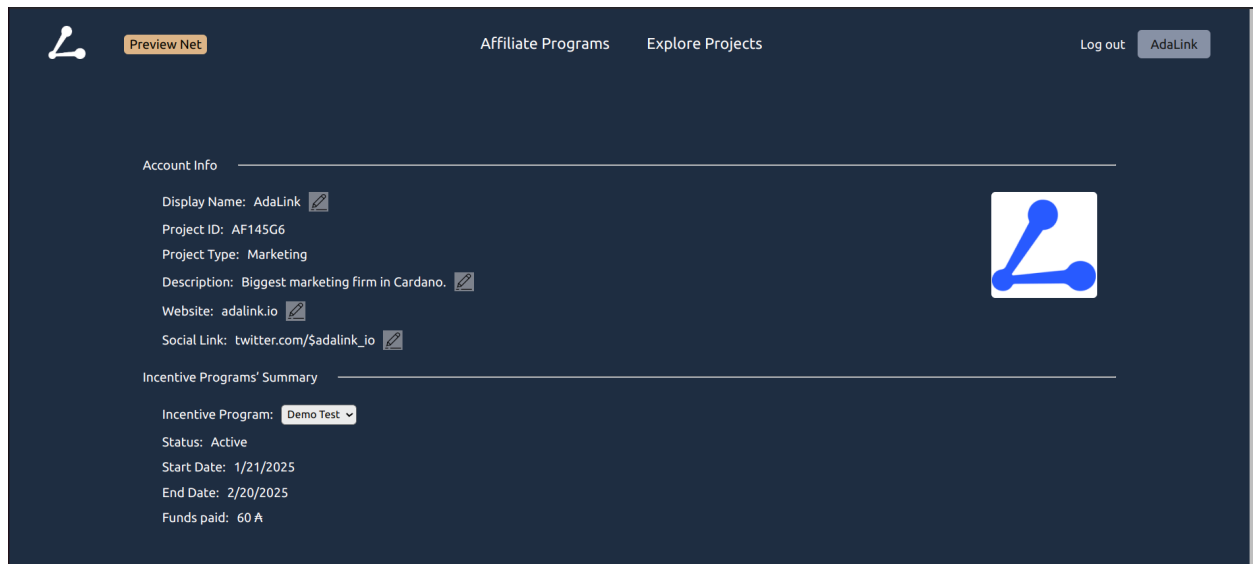 Preview Net
Affiliate Programs Explore Projects
Log out AdaLink
Account Info
Display Name: AdaLink
Project ID: AF145G6
Project Type: Marketing
Description: Biggest marketing firm in Cardano.
Website: adalink.io
Social Link: twitter.com/$adalink_io
Incentive Programs' Summary
Incentive Program: Demo Test
Status: Active
Start Date: 1/21/2025
End Date: 2/20/2025
Funds paid: 60 ₳